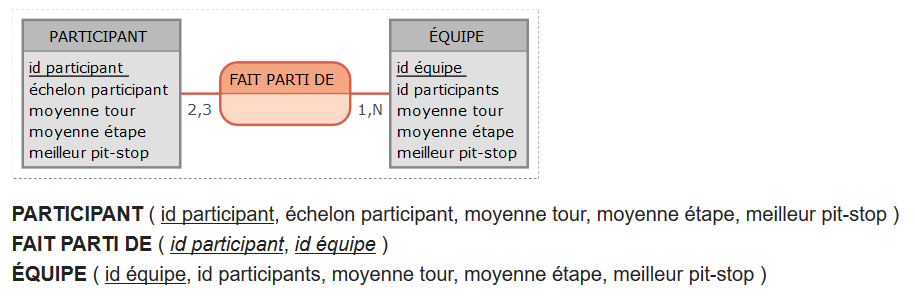 PARTICIPANT
id participant
échelon participant
moyenne tour
moyenne étape
meilleur pit-stop
2,3
FAIT PARTI DE
1,N
ÉQUIPE
id équipe
id participants
moyenne tour
moyenne étape
meilleur pit-stop
PARTICIPANT ( id participant, échelon participant, moyenne tour, moyenne étape, meilleur pit-stop )
FAIT PARTI DE ( id participant, id équipe )
ÉQUIPE ( id équipe, id participants, moyenne tour, moyenne étape, meilleur pit-stop )